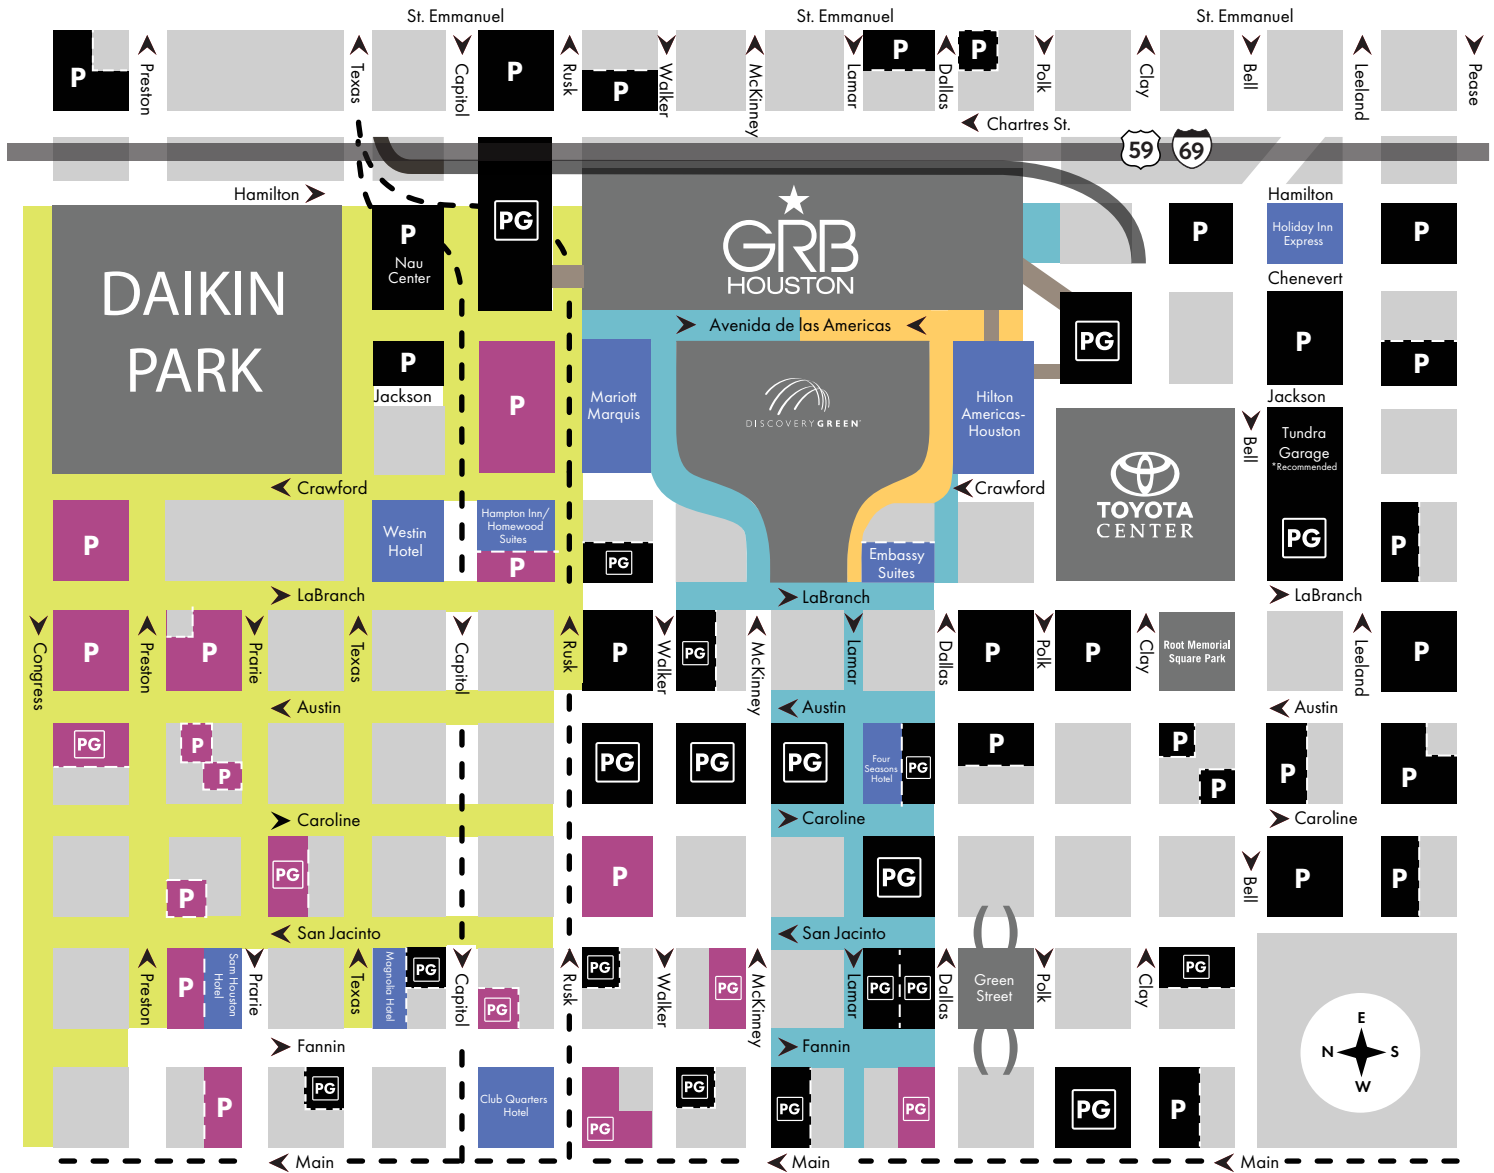 St. Emmanuel
St. Emmanuel
St. Emmanuel
P
Preston
Texas
Capitol
P
Rusk
P
Walker
McKinney
Lamar
P
Dallas
P
Polk
Clay
Bell
Leeland
Pease
Chartres St.
59
69
Hamilton
Hamilton
DAIKIN
PARK
P
Nau
Center
PG
GRB
HOUSTON
P
Holiday Inn
Express
P
Chenevert
Avenida de las Americas
PG
P
P
P
Jackson
P
Mariott
Marquis
DISCOVERYGREEN
Hilton
Americas-
Houston
Jackson
Bell
Tundra
Garage
*Recommended
PG
TOYOTA
CENTER
Crawford
Crawford
P
Westin
Hotel
Hampton Inn/
Homewood
Suites
P
PG
Embassy
Suites
P
LaBranch
LaBranch
LaBranch
Congress
P
Preston
P
Prarie
Texas
Capitol
Rusk
P
Walker
PG
McKinney
Lamar
Dallas
P
Polk
P
Clay
Root Memorial
Square Park
Leeland
P
Austin
Austin
Austin
PG
P
P
PG
PG
PG
Four
Seasons
Hotel
PG
P
P
P
P
P
Caroline
Caroline
Caroline
P
PG
P
PG
Bell
P
P
San Jacinto
San Jacinto
Preston
P
Sam Houston
Hotel
Prarie
Texas
Magnolia Hotel
PG
Capitol
PG
Rusk
PG
Walker
PG
McKinney
Lamar
PG
PG
Dallas
Green
Street
Polk
Clay
PG
Fannin
Fannin
E
N
S
W
P
PG
Club Quarters
Hotel
PG
PG
PG
PG
PG
P
Main
Main
Main